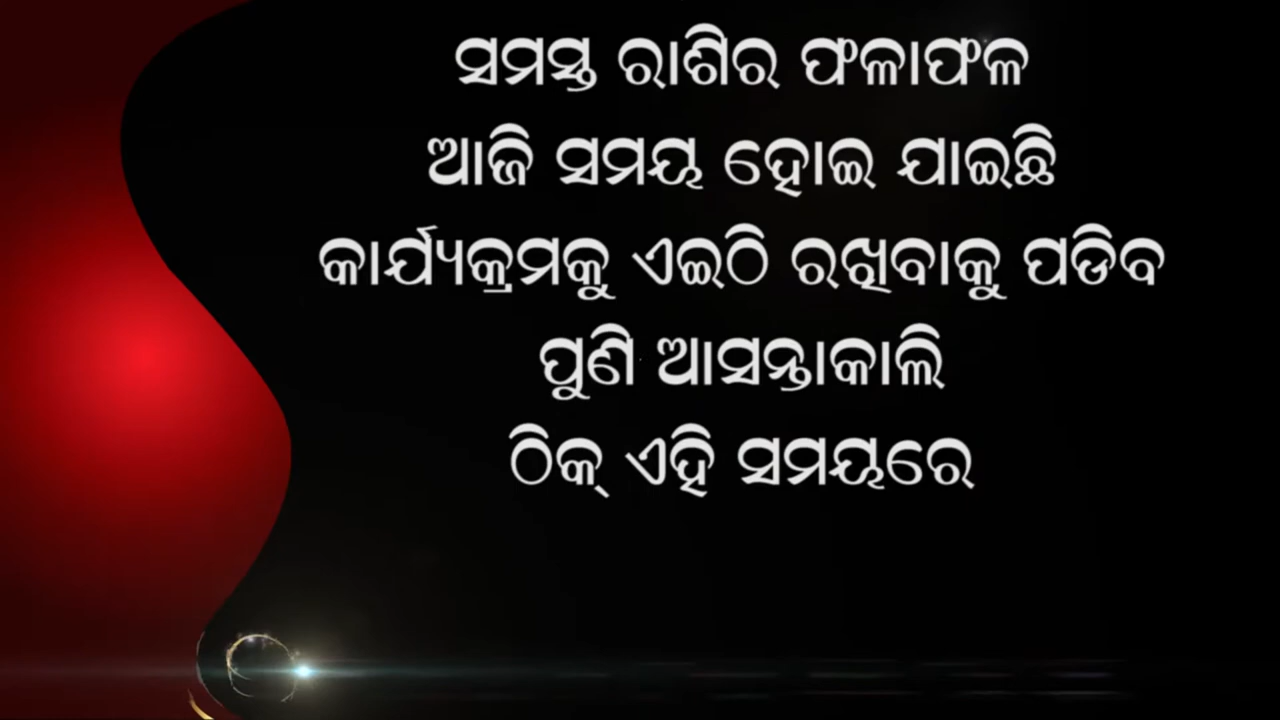 ସମସ୍ତ ରାଶିର ଫଳାଫଳ
ଆଜି ସମୟ ହୋଇ ଯାଇଛି
କାର୍ଯ୍ୟକ୍ରମକୁ ଏଇଠି ରଖିବାକୁ ପଡିବ
ପୁଣି ଆସନ୍ତାକାଲି
ଠିକ୍ ଏହି ସମୟରେ